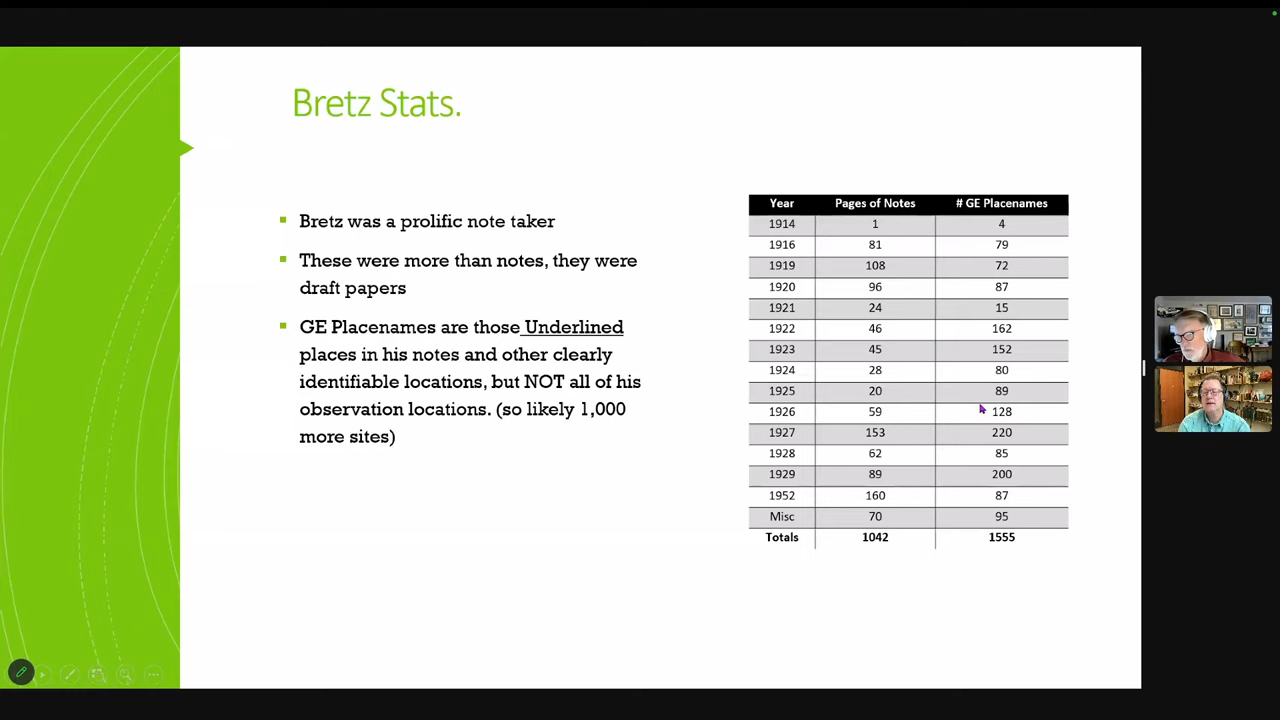 Bretz Stats.
Bretz was a prolific note taker
These were more than notes, they were
draft papers
GE Placenames are those Underlined
places in his notes and other clearly
identifiable locations, but NOT all of his
observation locations. (so likely 1,000
more sites)
Year Pages of Notes # GE Placenames
1914 1 4
1916 81 79
1919 108 72
1920 96 87
1921 24 15
1922 46 162
1923 45 152
1924 28 80
1925 20 89
1926 59 128
1927 153 220
1928 62 85
1929 89 200
1952 160 87
Misc 70 95
Totals 1042 1555